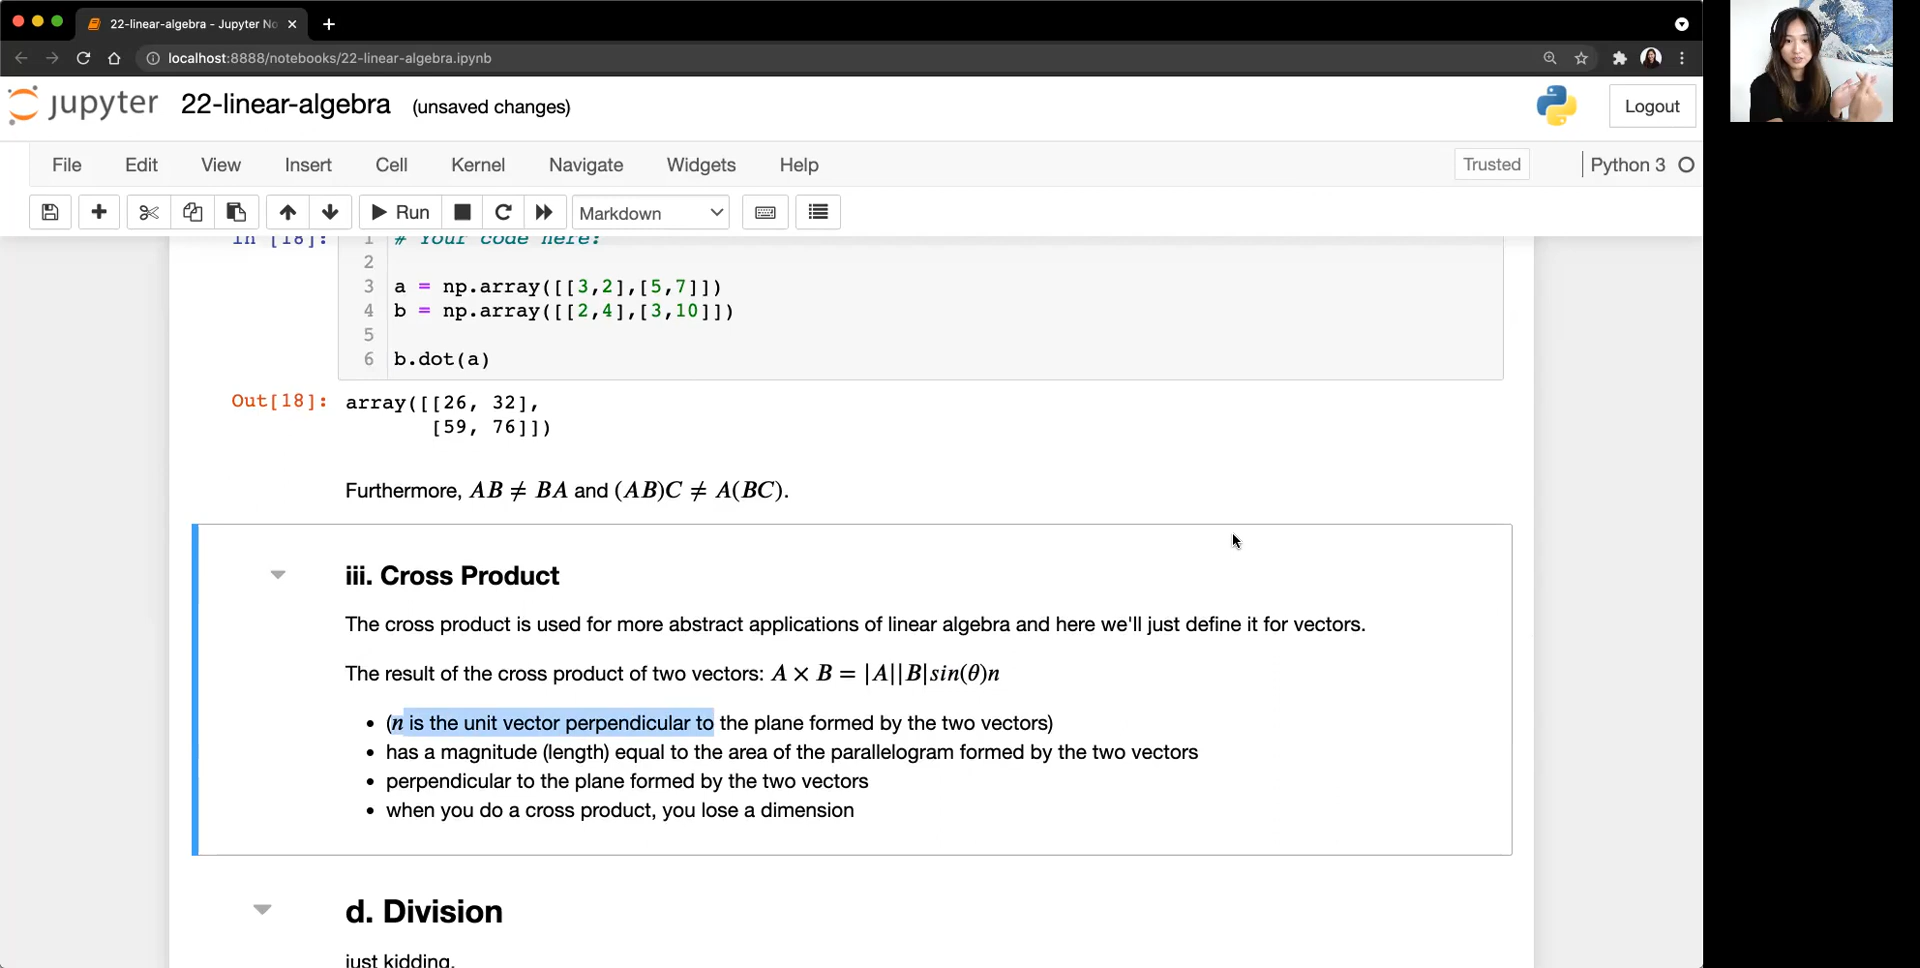 22-linear-algebra - Jupyter No
localhost:8888/notebooks/22-linear-algebra.ipynb
jupyter 22-linear-algebra (unsaved changes)
Logout
File Edit View Insert Cell Kernel Navigate Widgets Help
Trusted Python 3
Run Markdown
In [18]: 1 # Your code here:
2
3 a = np.array([[3,2],[5,7]])
4 b = np.array([[2,4],[3,10]])
5
6 b.dot(a)
Out[18]: array([[26, 32],
[59, 76]])
Furthermore, AB ≠ BA and (AB)C ≠ A(BC).
iii. Cross Product
The cross product is used for more abstract applications of linear algebra and here we'll just define it for vectors.
The result of the cross product of two vectors: A × B = |A||B|sin(θ)n
• (n is the unit vector perpendicular to the plane formed by the two vectors)
• has a magnitude (length) equal to the area of the parallelogram formed by the two vectors
• perpendicular to the plane formed by the two vectors
• when you do a cross product, you lose a dimension
d. Division
just kidding.